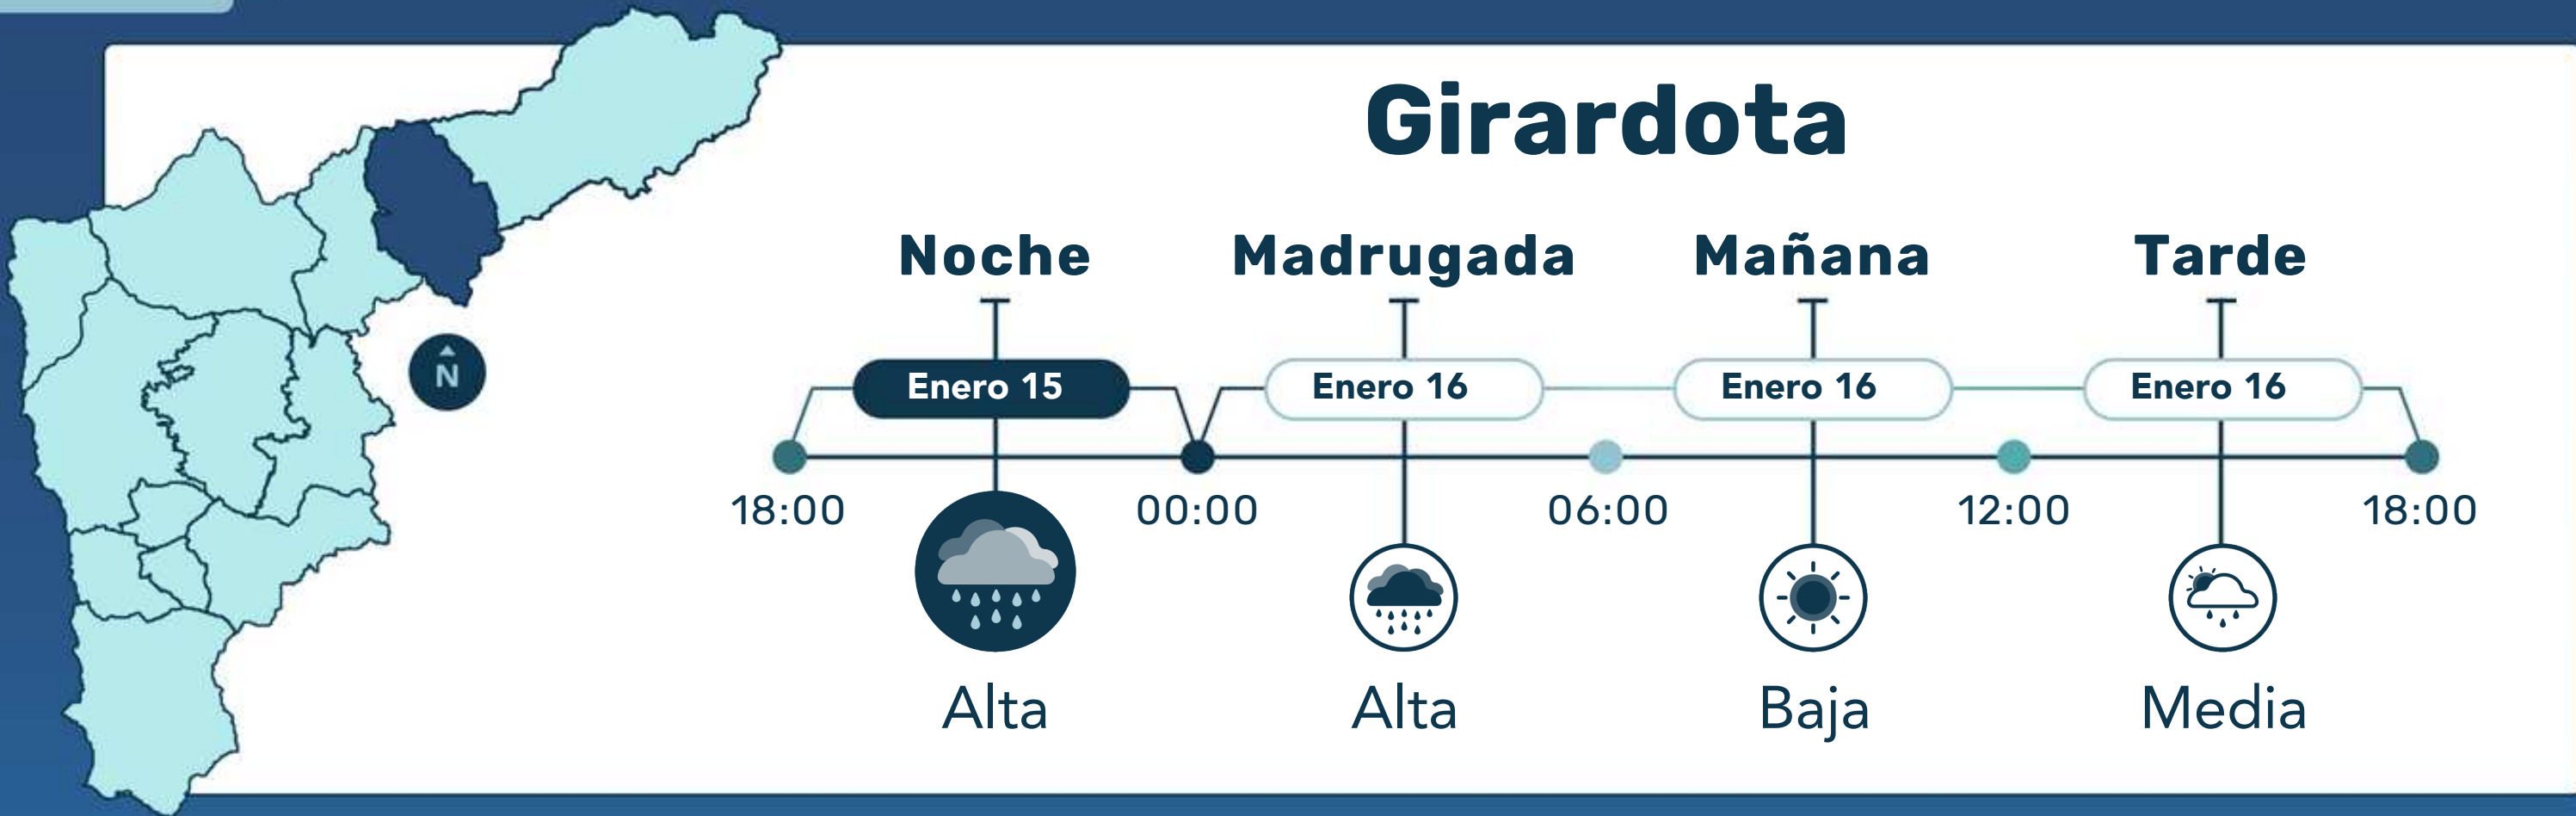 Girardota
Noche
Madrugada
Mañana
Tarde
Enero 15
Enero 16
Enero 16
Enero 16
N
18:00
00:00
06:00
12:00
18:00
Alta
Alta
Baja
Media